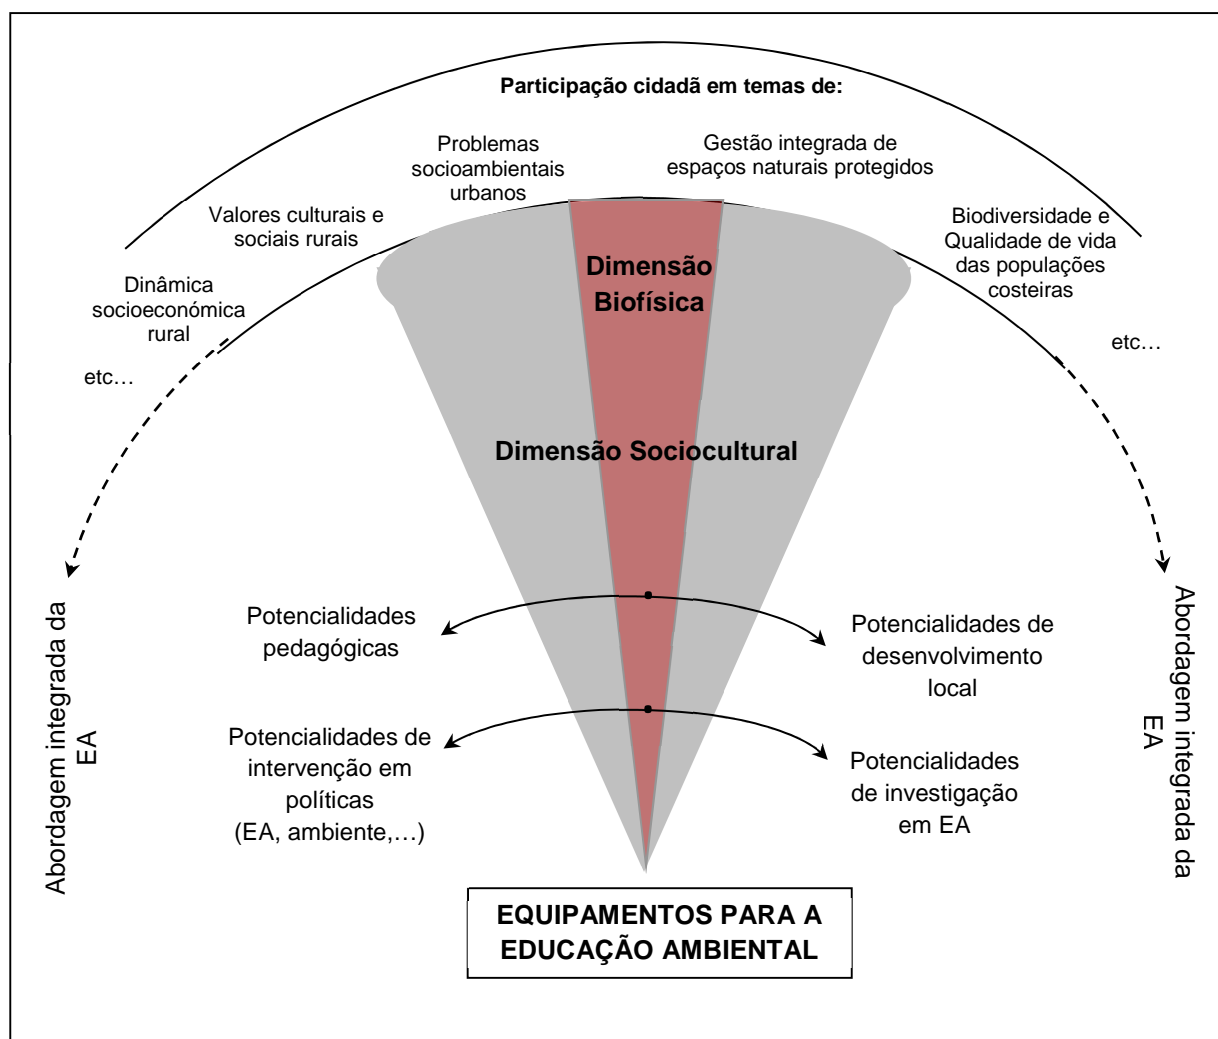 Participação cidadã em temas de:
Problemas
socioambientais
urbanos
Gestão integrada de
espaços naturais protegidos
Valores culturais e
sociais rurais
Biodiversidade e
Qualidade de vida
das populações
costeiras
Dinâmica
socioeconómica
rural
etc…
etc…
Dimensão
Biofísica
Dimensão Sociocultural
Potencialidades
pedagógicas
Potencialidades de
desenvolvimento
local
Potencialidades de
intervenção em
políticas
(EA, ambiente,…)
Potencialidades
de investigação
em EA
Abordagem integrada da
EA
Abordagem integrada da
EA
EQUIPAMENTOS PARA A
EDUCAÇÃO AMBIENTAL